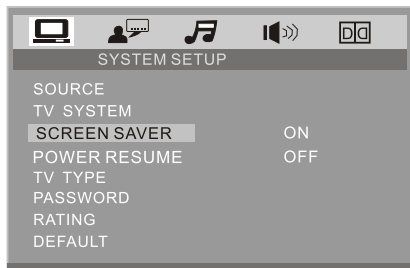 SYSTEM SETUP
SOURCE
TV SYSTEM
SCREEN SAVER ON
POWER RESUME OFF
TV TYPE
PASSWORD
RATING
DEFAULT